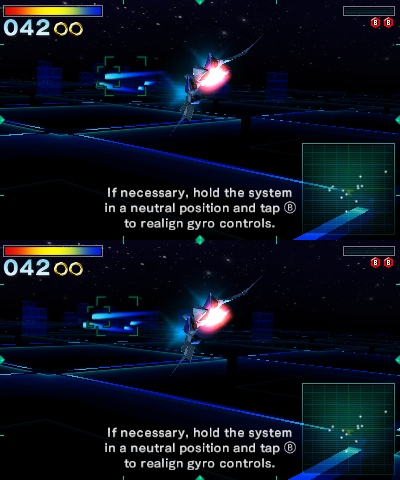 042
B B
If necessary, hold the system
in a neutral position and tap Ⓑ
to realign gyro controls.
042
B B
If necessary, hold the system
in a neutral position and tap Ⓑ
to realign gyro controls.